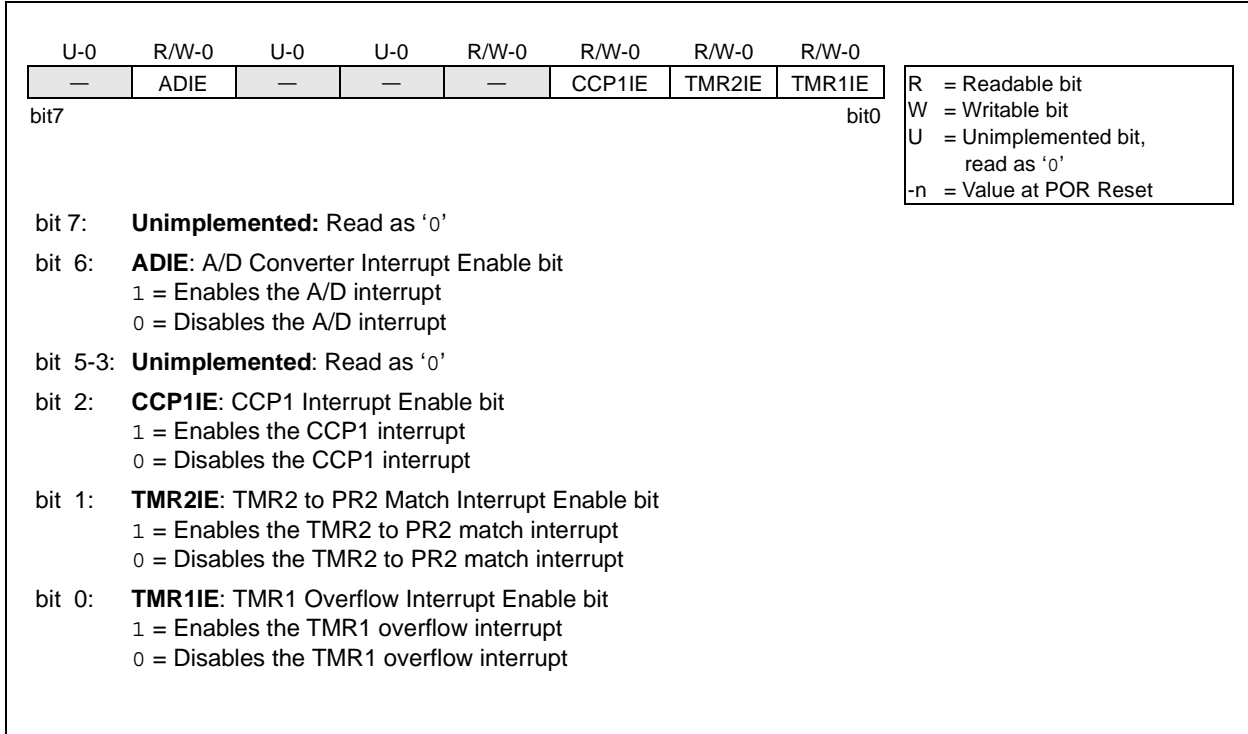 U-0 R/W-0 U-0 U-0 R/W-0 R/W-0 R/W-0 R/W-0
— ADIE — — — CCP1IE TMR2IE TMR1IE
bit7 bit0
R = Readable bit
W = Writable bit
U = Unimplemented bit,
read as ‘0’
-n = Value at POR Reset
bit 7: Unimplemented: Read as ‘0’
bit 6: ADIE: A/D Converter Interrupt Enable bit
1 = Enables the A/D interrupt
0 = Disables the A/D interrupt
bit 5-3: Unimplemented: Read as ‘0’
bit 2: CCP1IE: CCP1 Interrupt Enable bit
1 = Enables the CCP1 interrupt
0 = Disables the CCP1 interrupt
bit 1: TMR2IE: TMR2 to PR2 Match Interrupt Enable bit
1 = Enables the TMR2 to PR2 match interrupt
0 = Disables the TMR2 to PR2 match interrupt
bit 0: TMR1IE: TMR1 Overflow Interrupt Enable bit
1 = Enables the TMR1 overflow interrupt
0 = Disables the TMR1 overflow interrupt